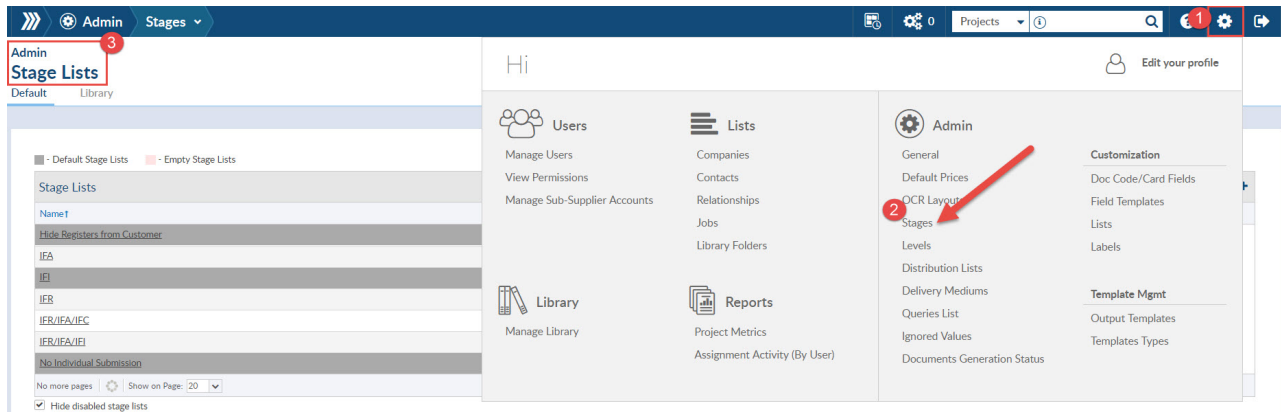 Admin Stages 0 Projects 1
Admin 3
Stage Lists
Default Library
- Default Stage Lists - Empty Stage Lists
Stage Lists
Name↑
Hide Registers from Customer
IFA
IFI
IFR
IFR/IFA/IFC
IFR/IFA/IFI
No Individual Submission
No more pages Show on Page: 20
Hide disabled stage lists
Hi Edit your profile
Users
Manage Users
View Permissions
Manage Sub-Supplier Accounts
Lists
Companies
Contacts
Relationships
Jobs
Library Folders
Library
Manage Library
Reports
Project Metrics
Assignment Activity (By User)
Admin
General
Default Prices
OCR Layouts
2
Stages
Levels
Distribution Lists
Delivery Mediums
Queries List
Ignored Values
Documents Generation Status
Customization
Doc Code/Card Fields
Field Templates
Lists
Labels
Template Mgmt
Output Templates
Templates Types